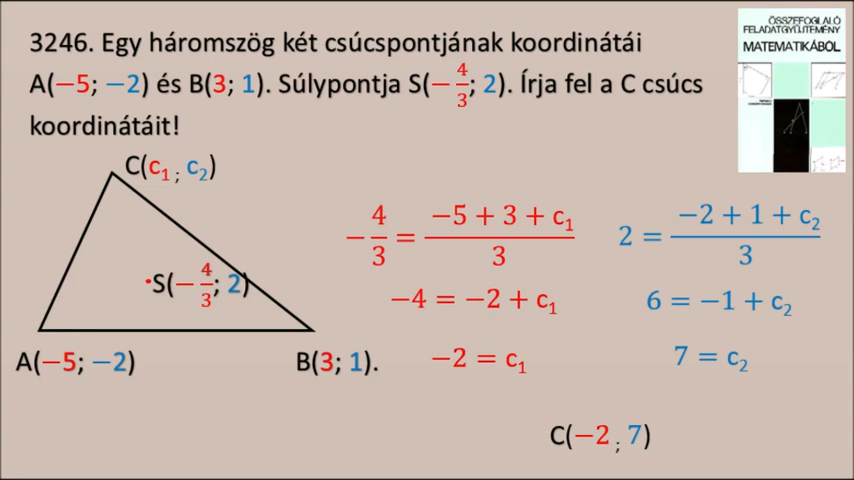 3246. Egy háromszög két csúcspontjának koordinátái
A(−5; −2) és B(3; 1). Súlypontja S(−4/3; 2). Írja fel a C csúcs
koordinátáit!
ÖSSZEFOGLALÓ
FELADATGYŰJTEMÉNY
MATEMATIKÁBÓL
C(c₁ ; c₂)
S(−4/3; 2)
A(−5; −2)
B(3; 1).
−4/3 = (−5 + 3 + c₁)/3
−4 = −2 + c₁
−2 = c₁
2 = (−2 + 1 + c₂)/3
6 = −1 + c₂
7 = c₂
C(−2 ; 7)